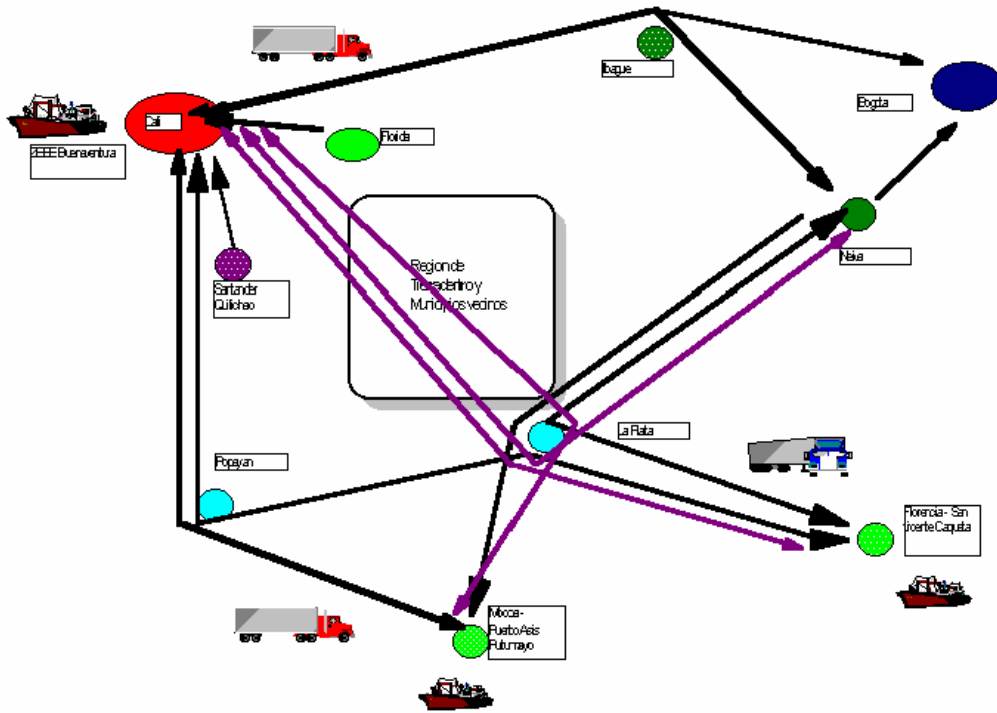 Ibague
Bogota
Cali
Florida
ZEEE Buenaventura
Neiva
Region de
Tierradentro y
Municipios vecinos
Santander
Quilichao
La Plata
Popayan
Florencia - San
Vicente Caqueta
Mocoa -
Puerto Asis
Putumayo